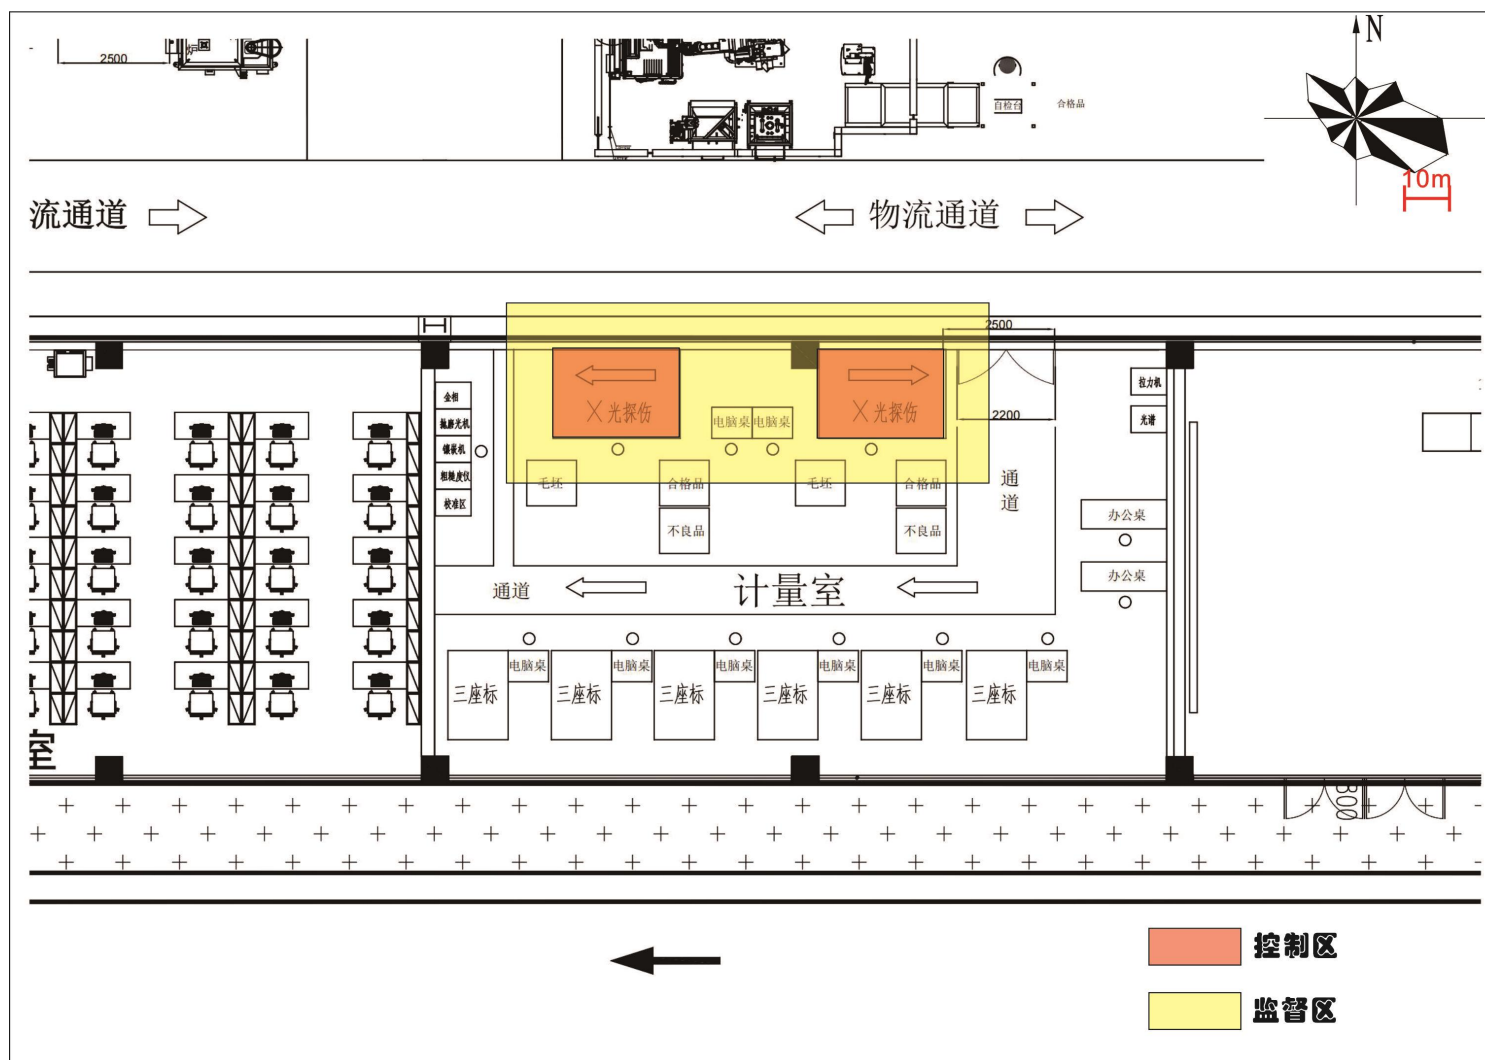 N
炉
2500
自检台
合格品
10m
流通道
物流通道
2500
金相
抛磨光机
镶嵌机
粗糙度仪
校准区
X光探伤
电脑桌
电脑桌
X光探伤
2200
拉力机
光谱
毛坯
合格品
毛坯
合格品
通道
不良品
不良品
办公桌
办公桌
通道
计量室
电脑桌
电脑桌
电脑桌
电脑桌
电脑桌
电脑桌
三座标
三座标
三座标
三座标
三座标
三座标
室
控制区
监督区